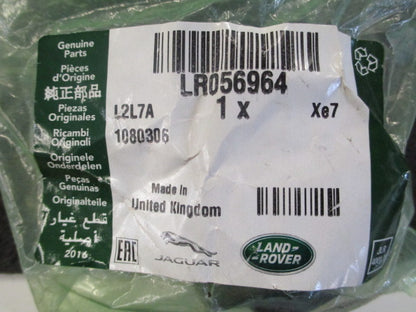 Genuine
Parts
Pièces
d'Origine
純正部品
Piezas
Originales
Ricambi
Originali
Originele
Onderdelen
Peças
Genuinas
Originalteile
قطع غيار
أصلية
2016
LR056964
1 x
Xe7
L2L7A
1080306
Made in
United Kingdom
EAC
JAGUAR
LAND-
-ROVER